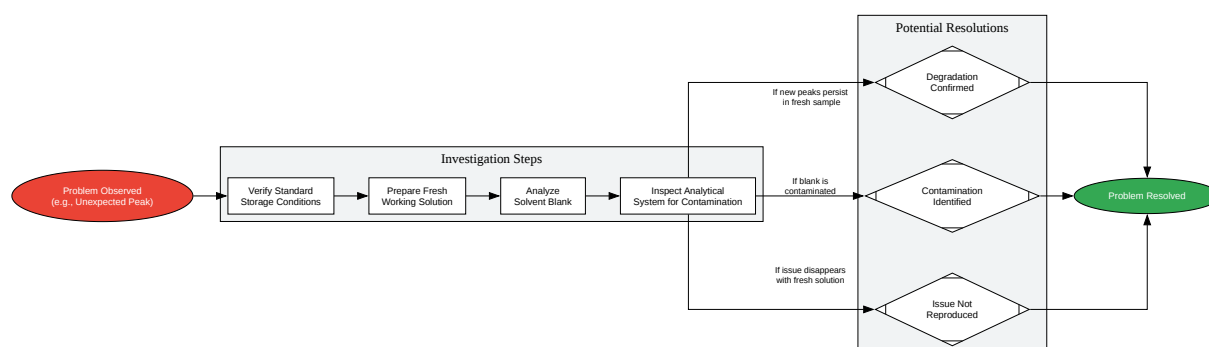 Potential Resolutions
Degradation
Confirmed
If new peaks persist
in fresh sample
Investigation Steps
Problem Observed
(e.g., Unexpected Peak)
Verify Standard
Storage Conditions
Prepare Fresh
Working Solution
Analyze
Solvent Blank
Inspect Analytical
System for Contamination
If blank is
contaminated
Contamination
Identified
Problem Resolved
If issue disappears
with fresh solution
Issue Not
Reproduced